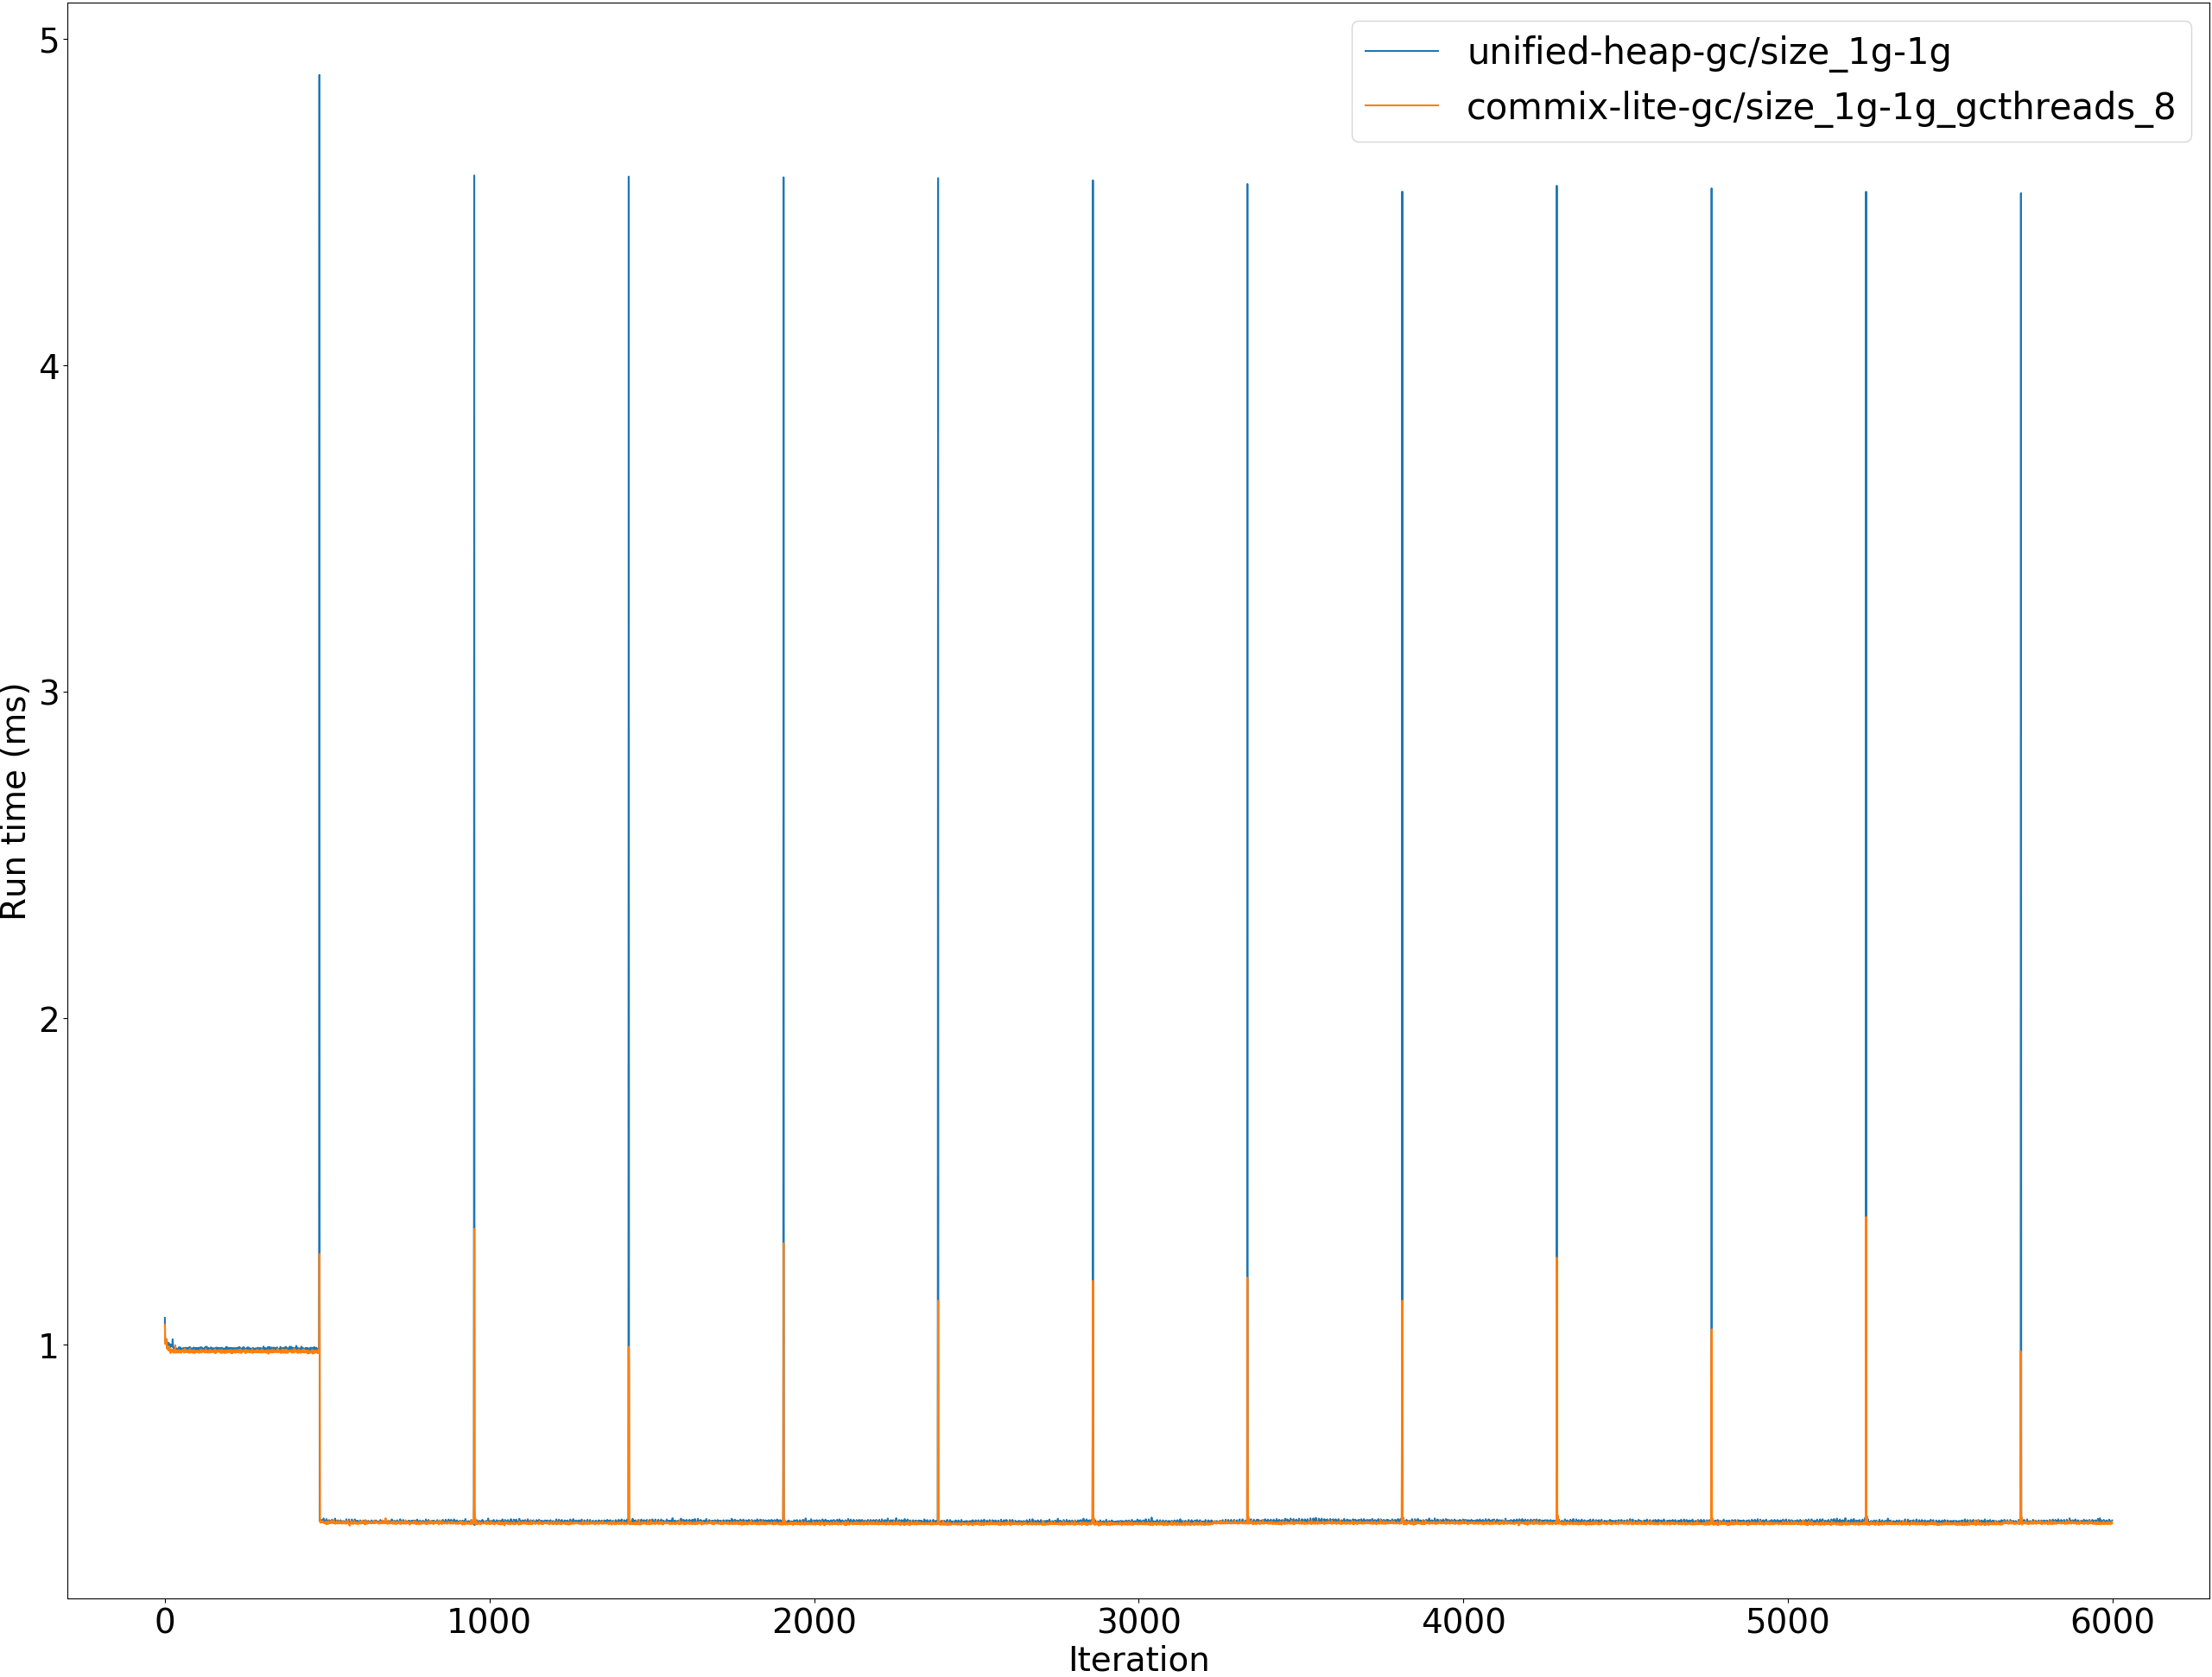 unified-heap-gc/size_1g-1g
commix-lite-gc/size_1g-1g_gcthreads_8
5
4
3
2
1
Run time (ms)
0 1000 2000 3000 4000 5000 6000
Iteration